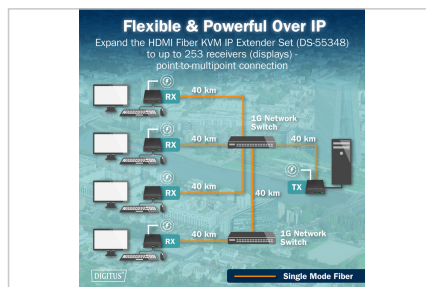 Flexible & Powerful Over IP
Expand the HDMI Fiber KVM IP Extender Set (DS-55348)
to up to 253 receivers (displays) -
point-to-multipoint connection
RX
40 km
1G Network
Switch
RX
40 km
40 km
TX
RX
40 km
40 km
RX
40 km
1G Network
Switch
DIGITUS
Single Mode Fiber